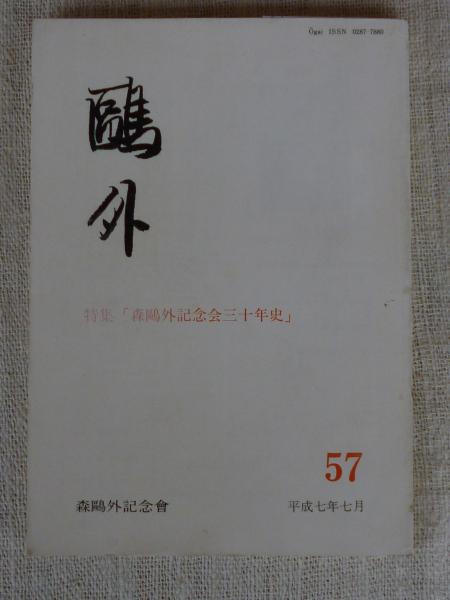 Ōgai ISSN 0287-7880
鷗外
特集「森鷗外記念会三十年史」
57
森鷗外記念會
平成七年七月